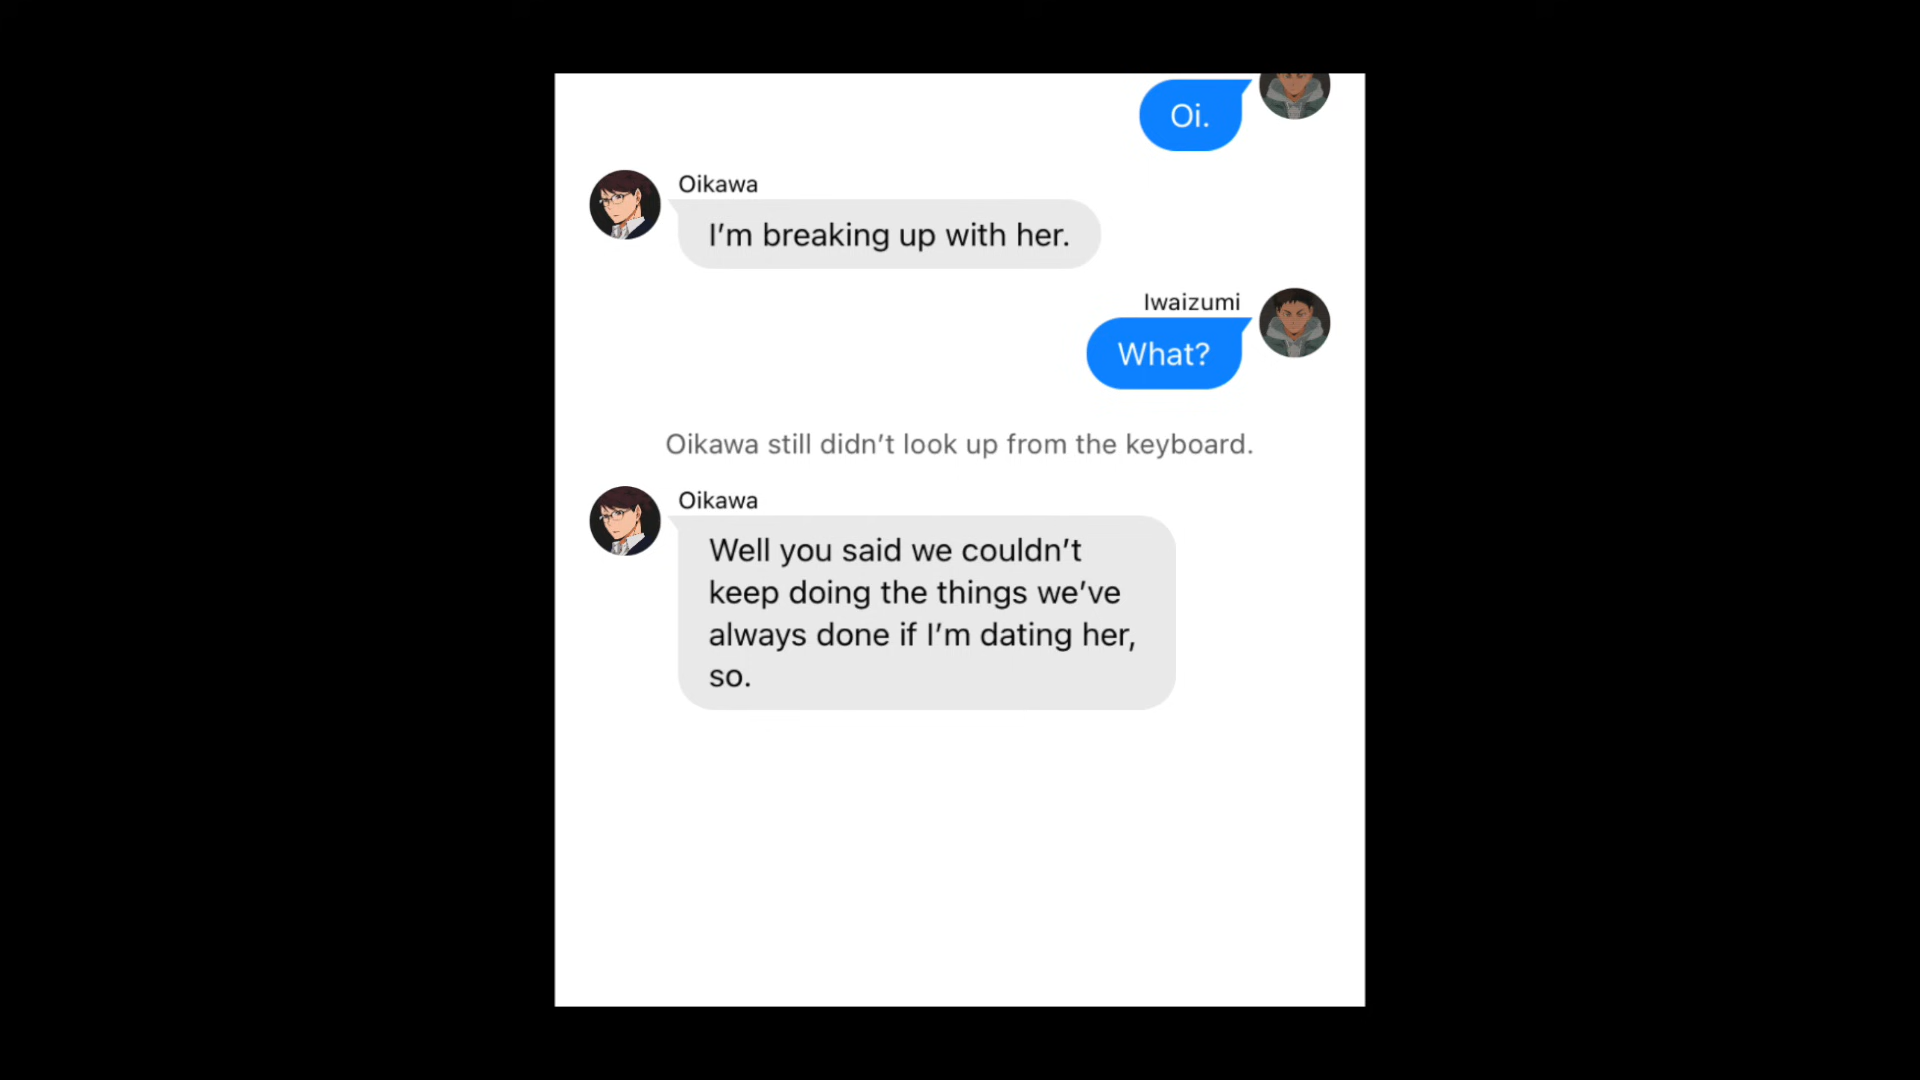 Oi.
Oikawa
I’m breaking up with her.
Iwaizumi
What?
Oikawa still didn’t look up from the keyboard.
Oikawa
Well you said we couldn’t
keep doing the things we’ve
always done if I’m dating her,
so.